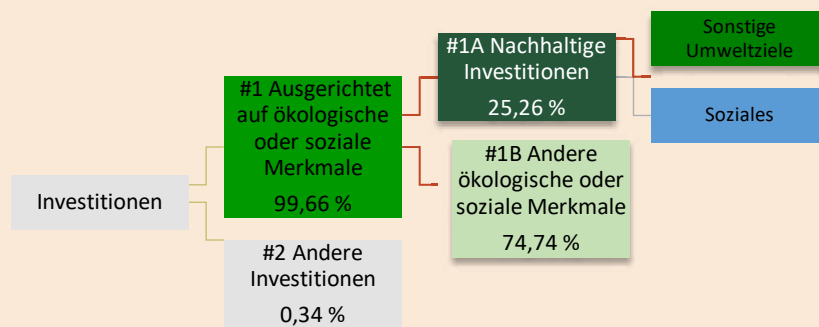 Investitionen
#1 Ausgerichtet
auf ökologische
oder soziale
Merkmale
99,66 %
#2 Andere
Investitionen
0,34 %
#1A Nachhaltige
Investitionen
25,26 %
#1B Andere
ökologische oder
soziale Merkmale
74,74 %
Sonstige
Umweltziele
Soziales